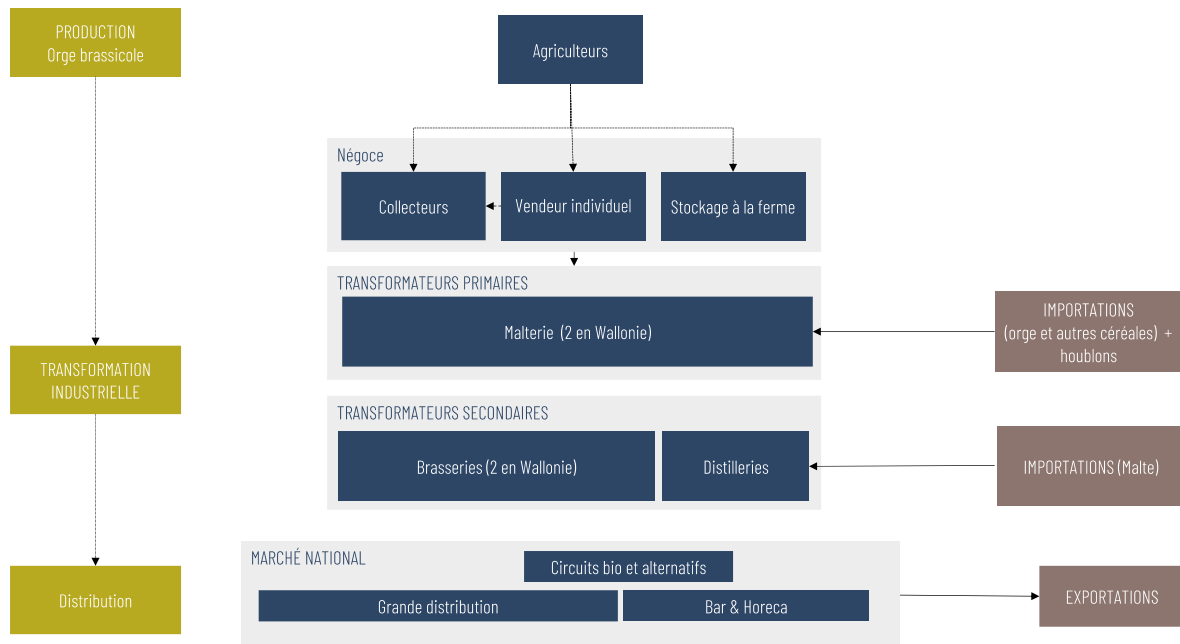 PRODUCTION
Orge brassicole
Agriculteurs
Négoce
Collecteurs
Vendeur individuel
Stockage à la ferme
TRANSFORMATEURS PRIMAIRES
Malterie (2 en Wallonie)
IMPORTATIONS
(orge et autres céréales) +
houblons
TRANSFORMATION
INDUSTRIELLE
TRANSFORMATEURS SECONDAIRES
Brasseries (2 en Wallonie)
Distilleries
IMPORTATIONS (Malte)
MARCHÉ NATIONAL
Circuits bio et alternatifs
Grande distribution
Bar & Horeca
Distribution
EXPORTATIONS